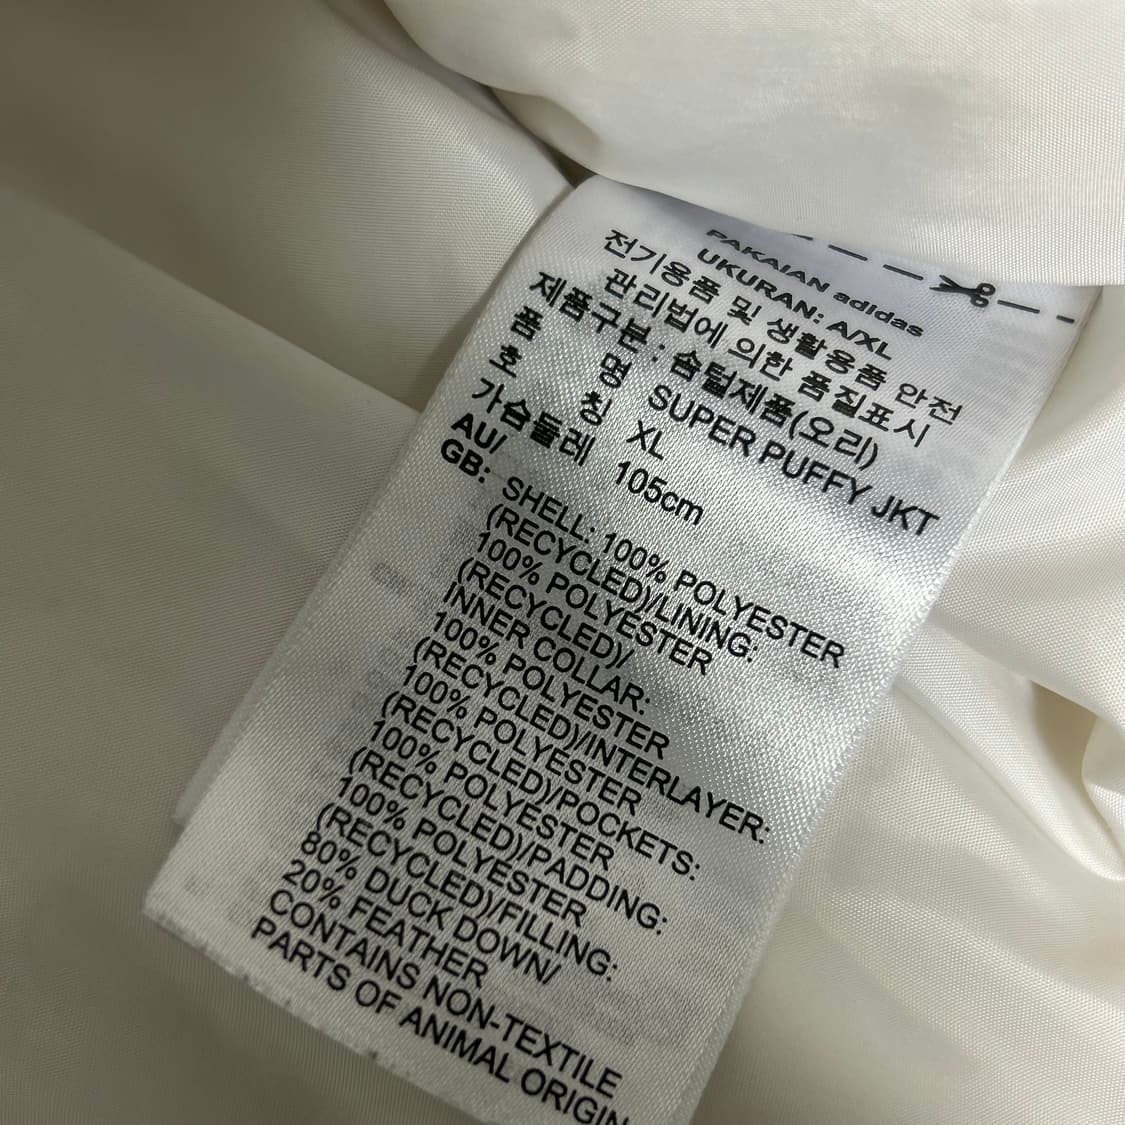 PAKAIAN adidas
UKURAN: A/XL
전기용품 및 생활용품 안전
관리법에 의한 품질표시
제품구분 : 솜털제품(오리)
품 명 SUPER PUFFY JKT
호 칭 XL
가슴둘레 105cm
AU/
GB: SHELL: 100% POLYESTER
(RECYCLED)/LINING:
100% POLYESTER
(RECYCLED)/
INNER COLLAR:
100% POLYESTER
(RECYCLED)/INTERLAYER:
100% POLYESTER
(RECYCLED)/POCKETS:
100% POLYESTER
(RECYCLED)/PADDING:
100% POLYESTER
(RECYCLED)/FILLING:
80% DUCK DOWN/
20% FEATHER
CONTAINS NON-TEXTILE
PARTS OF ANIMAL ORIGIN